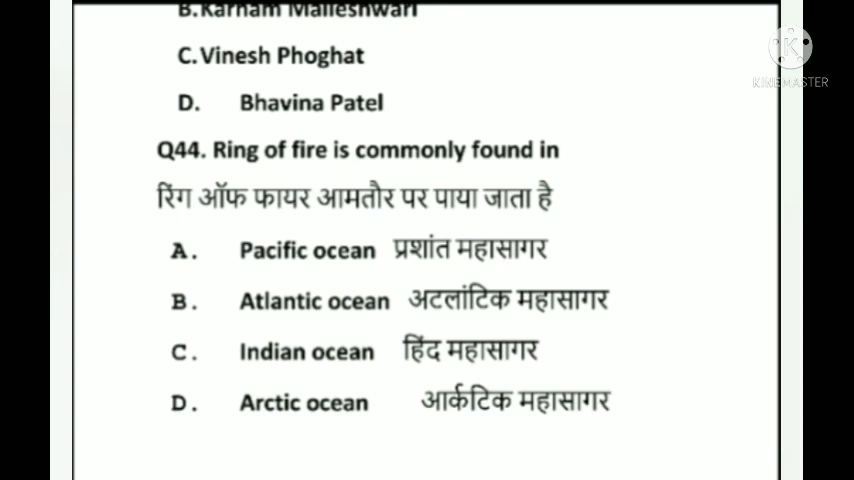 B.Karnam Malleshwari
C.Vinesh Phoghat
D. Bhavina Patel
K
KINEMASTER
Q44. Ring of fire is commonly found in
रिंग ऑफ फायर आमतौर पर पाया जाता है
A. Pacific ocean प्रशांत महासागर
B. Atlantic ocean अटलांटिक महासागर
C. Indian ocean हिंद महासागर
D. Arctic ocean आर्कटिक महासागर